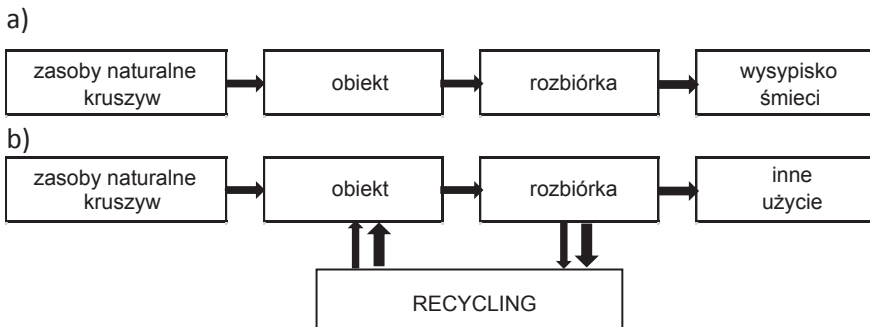 a)
zasoby naturalne
kruszyw
obiekt
rozbiórka
wysypisko
śmieci
b)
zasoby naturalne
kruszyw
obiekt
rozbiórka
inne
użycie
RECYCLING